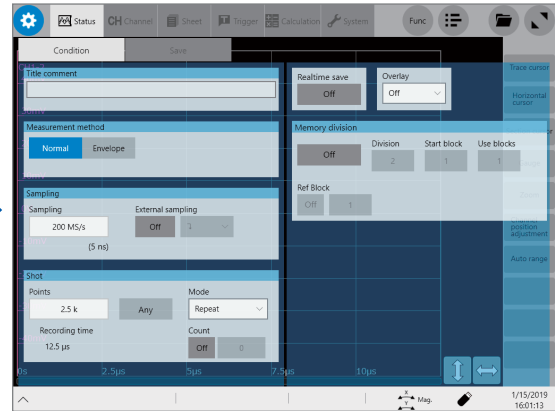 Status CH Channel Sheet Trigger Calculation System Func
Condition Save
Title comment
Realtime save Overlay
Off Off
Trace cursor
Horizontal
cursor
Measurement method
Normal Envelope
Memory division
Off
Division Start block Use blocks
2 1 1
Ref Block
Off 1
Sampling
Sampling External sampling
200 MS/s Off
(5 ns)
Channel
position
adjustment
Auto range
Shot
Points Mode
2.5 k Any Repeat
Recording time Count
12.5 µs Off 0
0s 2.5µs 5µs 7.5µs 10µs
X
Y Mag.
1/15/2019
16:01:13